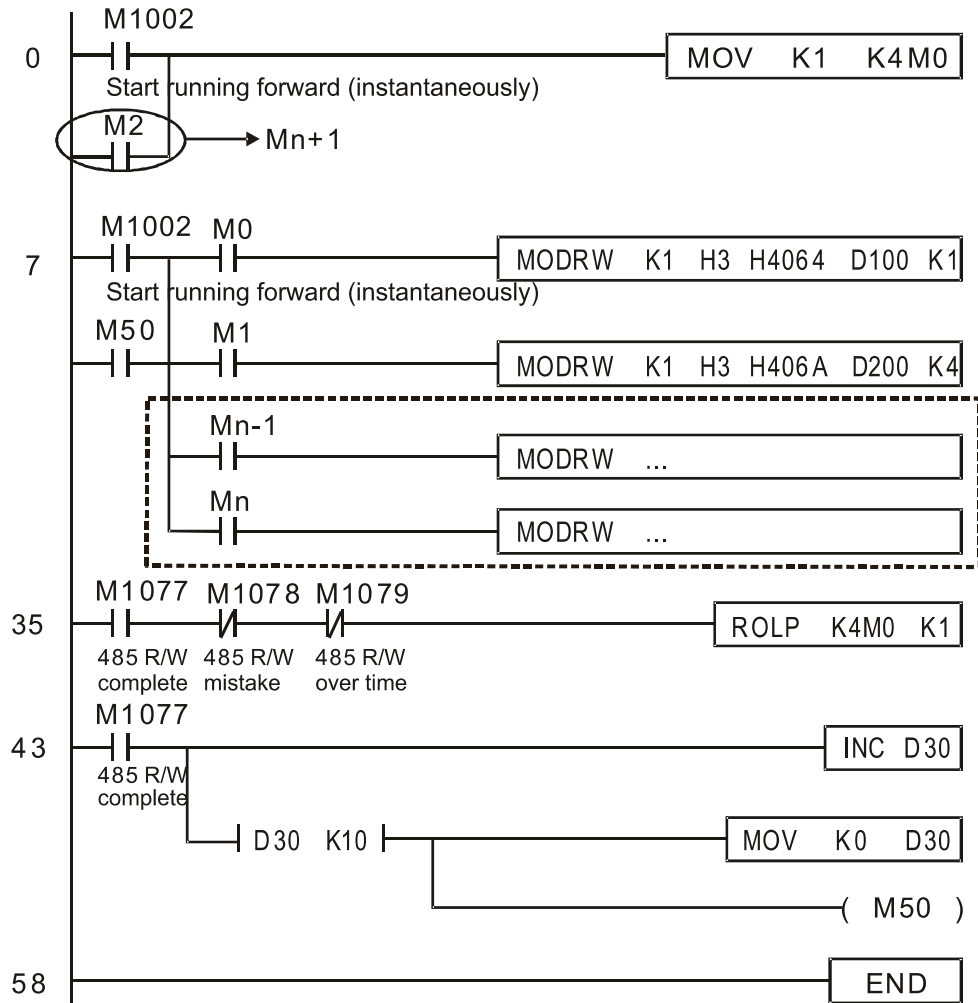 M1002
0 MOV K1 K4M0
Start running forward (instantaneously)
M2
Mn+1
M1002 M0
7 MODRW K1 H3 H4064 D100 K1
Start running forward (instantaneously)
M50 M1
MODRW K1 H3 H406A D200 K4
Mn-1
MODRW ...
Mn
MODRW ...
M1077 M1078 M1079
35 ROLP K4M0 K1
485 R/W 485 R/W 485 R/W
complete mistake over time
M1077
43 INC D30
485 R/W
complete
D30 K10 MOV K0 D30
( M50 )
58 END